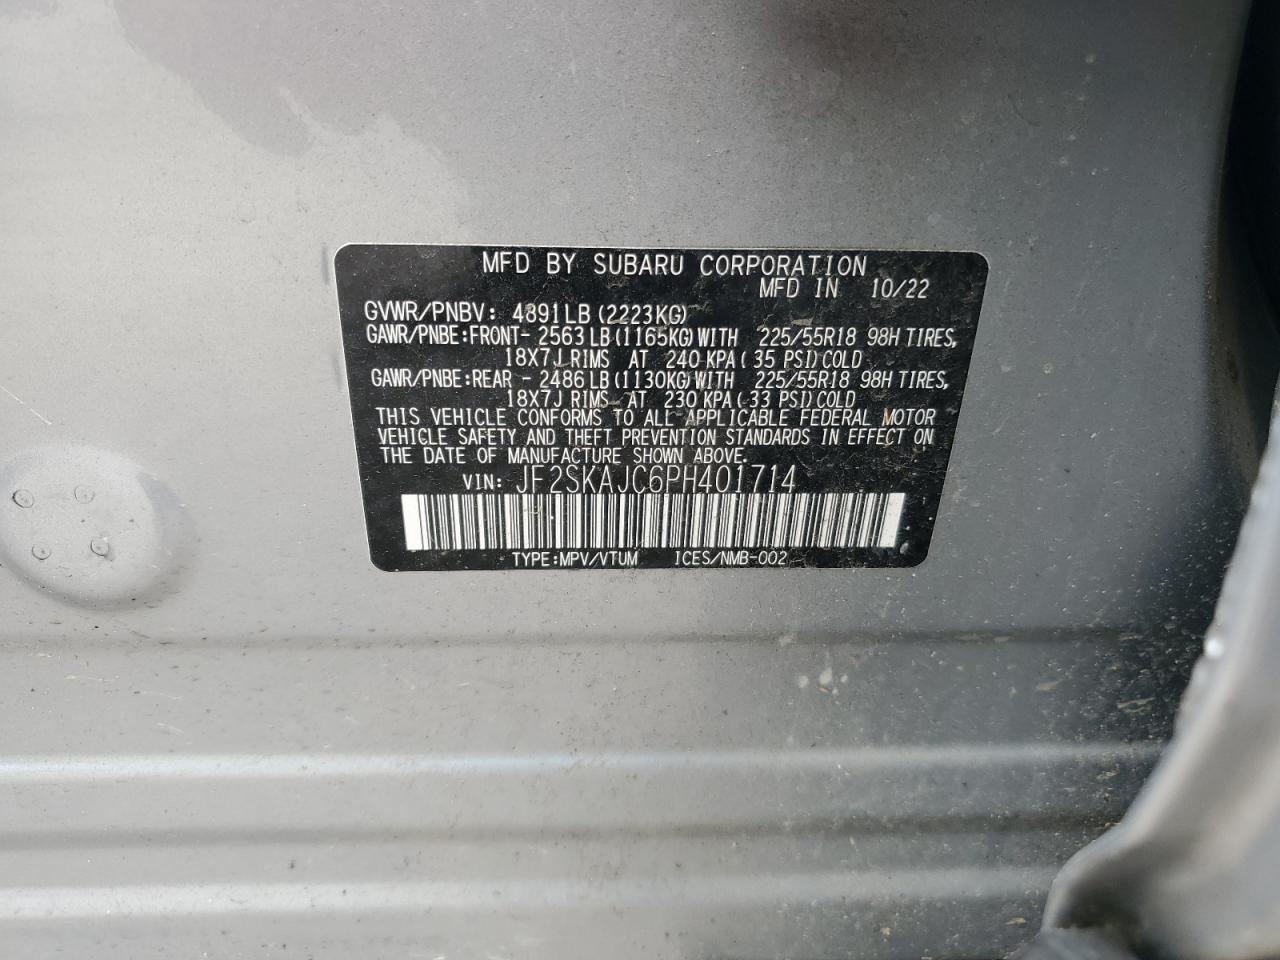 MFD BY SUBARU CORPORATION
MFD IN 10/22
GVWR/PNBV: 4891LB(2223KG)
GAWR/PNBE:FRONT- 2563LB(1165KG)WITH 225/55R18 98H TIRES,
18X7J RIMS AT 240 KPA( 35 PSI)COLD
GAWR/PNBE:REAR - 2486LB(1130KG)WITH 225/55R18 98H TIRES,
18X7J RIMS AT 230 KPA( 33 PSI)COLD
THIS VEHICLE CONFORMS TO ALL APPLICABLE FEDERAL MOTOR
VEHICLE SAFETY AND THEFT PREVENTION STANDARDS IN EFFECT ON
THE DATE OF MANUFACTURE SHOWN ABOVE.
VIN: JF2SKAJC6PH401714
TYPE:MPV/VTUM ICES/NMB-002